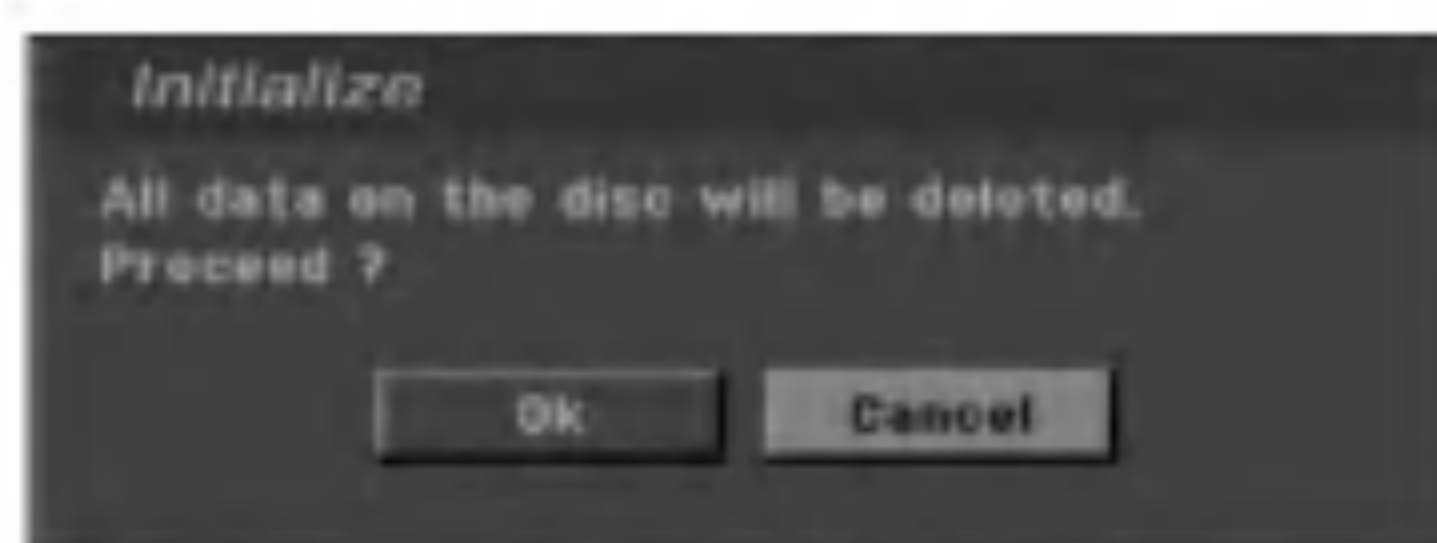 Initialize
All data on the disc will be deleted.
Proceed ?
Ok
Cancel